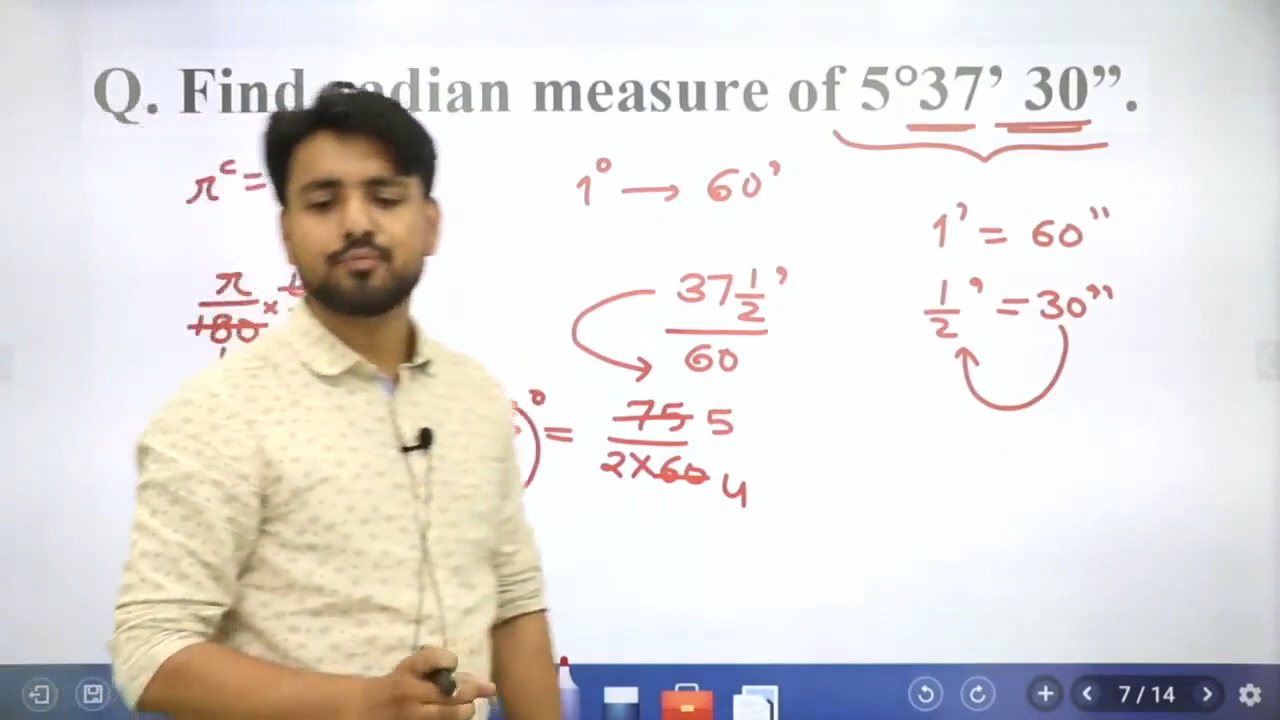 Q. Find radian measure of 5°37’ 30”.
πᶜ =
1° → 60’
1’ = 60”
π/180 ×
37 1/2’ / 60
1/2’ = 30”
° = 75/2×60 5 4
7 / 14